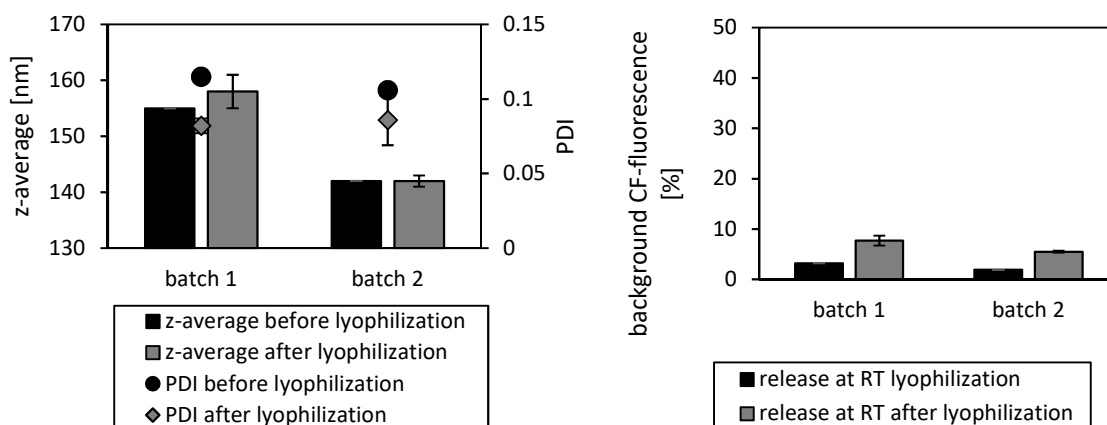 170
160
150
140
130
z-average [nm]
0.15
0.1
0.05
0
PDI
batch 1
batch 2
z-average before lyophilization
z-average after lyophilization
PDI before lyophilization
PDI after lyophilization
50
40
30
20
10
0
background CF-fluorescence
[%]
batch 1
batch 2
release at RT lyophilization
release at RT after lyophilization